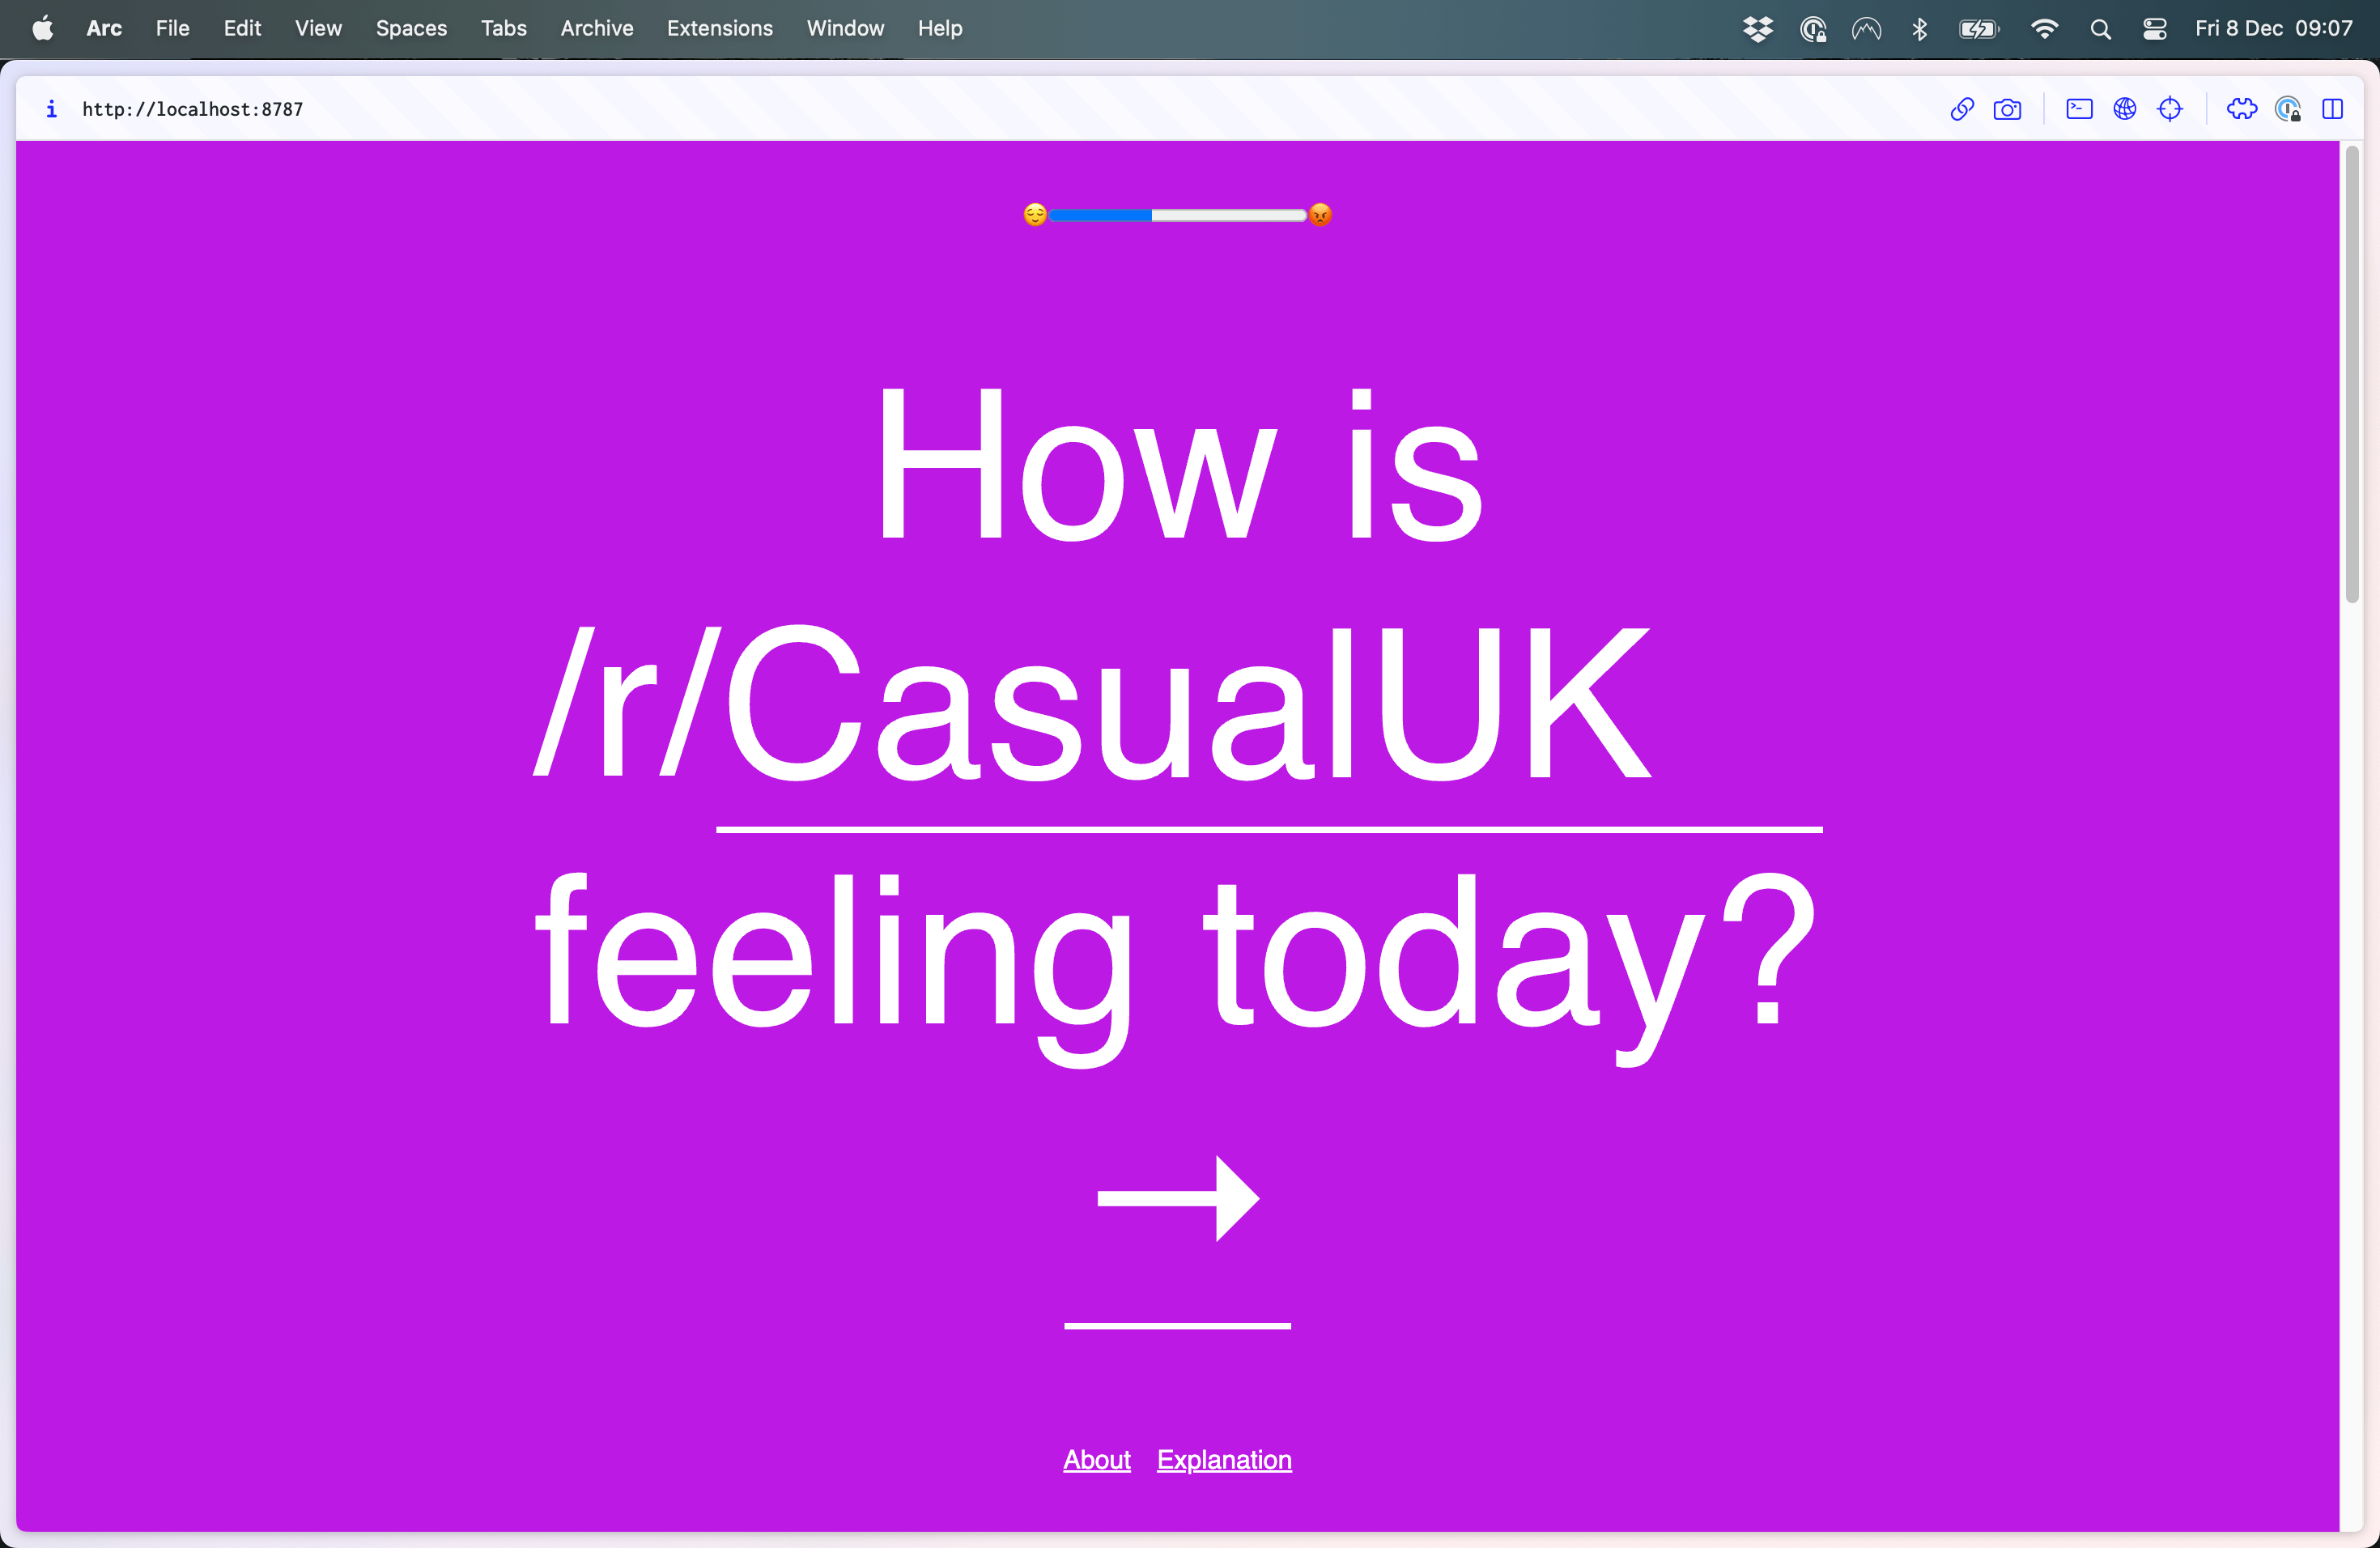 Arc File Edit View Spaces Tabs Archive Extensions Window Help Fri 8 Dec 09:07
http://localhost:8787
How is
/r/CasualUK
feeling today?
→
About Explanation